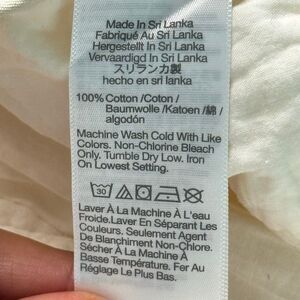 Made In Sri Lanka
Fabriqué Au Sri Lanka
Hergestellt In Sri Lanka
Vervaardigd In Sri Lanka
スリランカ製
hecho en sri lanka
100% Cotton /Coton /
Baumwolle /Katoen /綿 /
algodón
Machine Wash Cold With Like
Colors. Non-Chlorine Bleach
Only. Tumble Dry Low. Iron
On Lowest Setting.
30
Laver À La Machine À L'eau
Froide. Laver En Séparant Les
Couleurs. Seulement Agent
De Blanchiment Non-Chlore.
Sécher À La Machine À
Basse Température. Fer Au
Réglage Le Plus Bas.